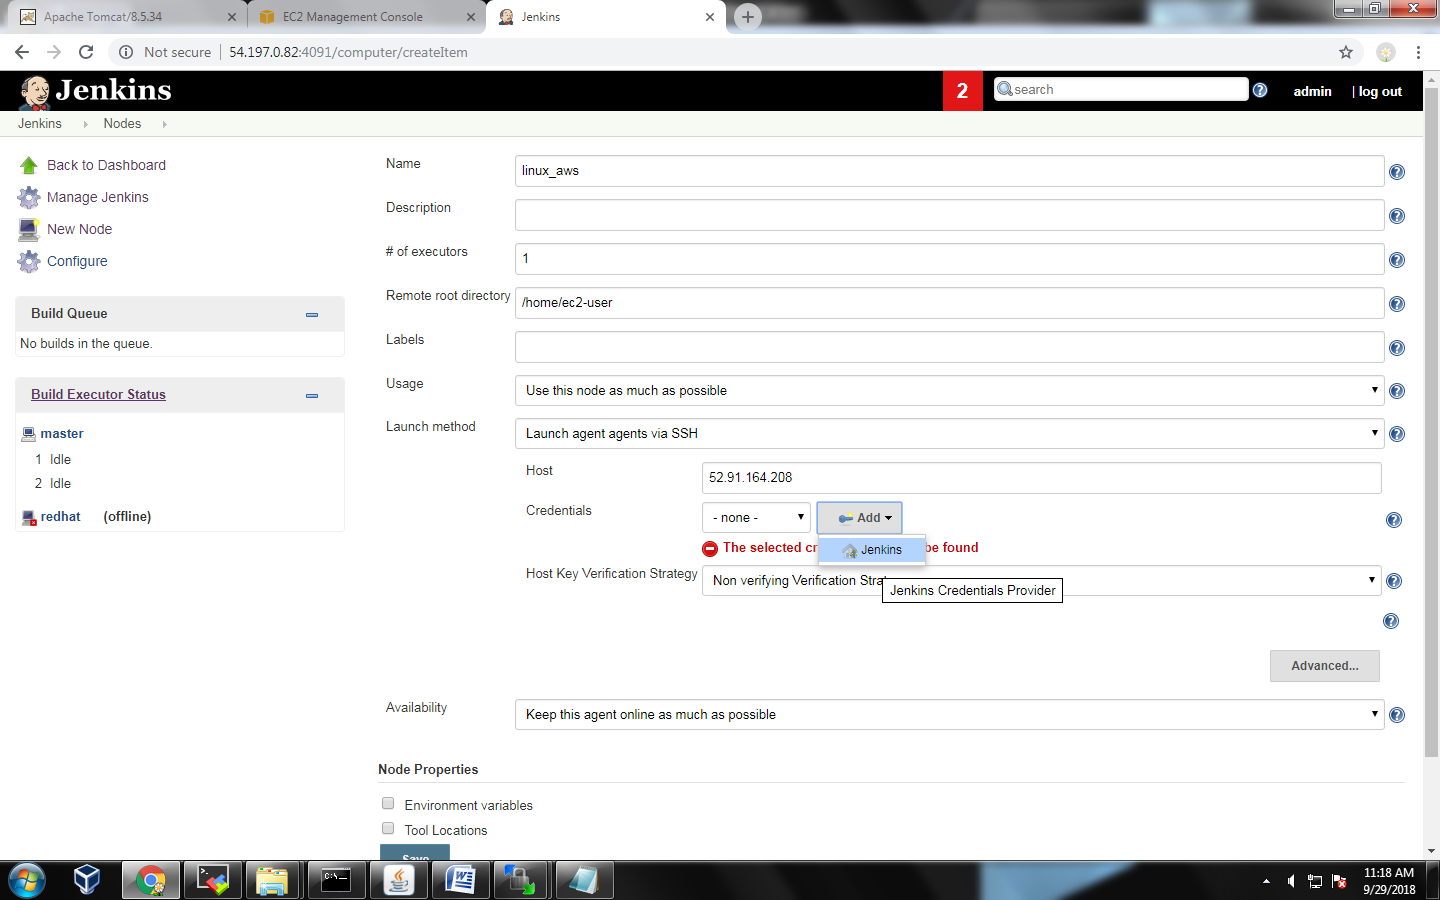 Apache Tomcat/8.5.34
EC2 Management Console
Jenkins
Not secure
54.197.0.82:4091/computer/createItem
Jenkins
2
search
admin
| log out
Jenkins
Nodes
Back to Dashboard
Manage Jenkins
New Node
Configure
Build Queue
No builds in the queue.
Build Executor Status
master
1 Idle
2 Idle
redhat (offline)
Name
linux_aws
Description
# of executors
1
Remote root directory
/home/ec2-user
Labels
Usage
Use this node as much as possible
Launch method
Launch agent agents via SSH
Host
52.91.164.208
Credentials
- none -
Add
Jenkins
The selected cr
be found
Host Key Verification Strategy
Non verifying Verification Strat
Jenkins Credentials Provider
Advanced...
Availability
Keep this agent online as much as possible
Node Properties
Environment variables
Tool Locations
Save
C:\.
11:18 AM
9/29/2018